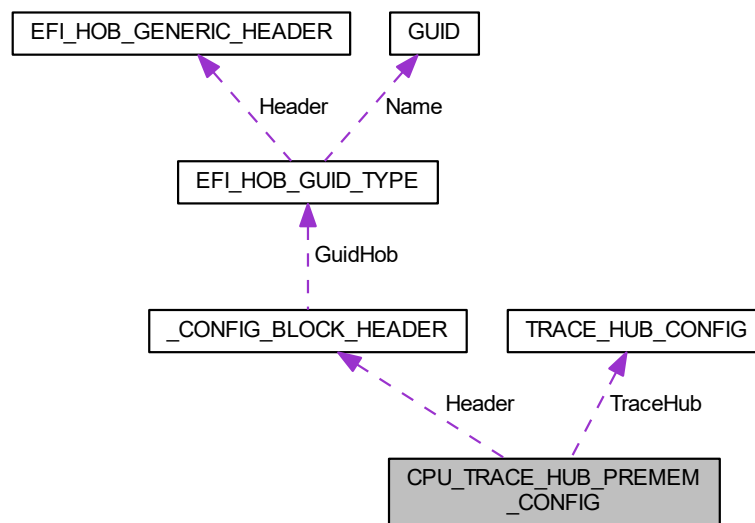 EFI_HOB_GENERIC_HEADER
GUID
Header
Name
EFI_HOB_GUID_TYPE
GuidHob
_CONFIG_BLOCK_HEADER
TRACE_HUB_CONFIG
Header
TraceHub
CPU_TRACE_HUB_PREMEM
_CONFIG